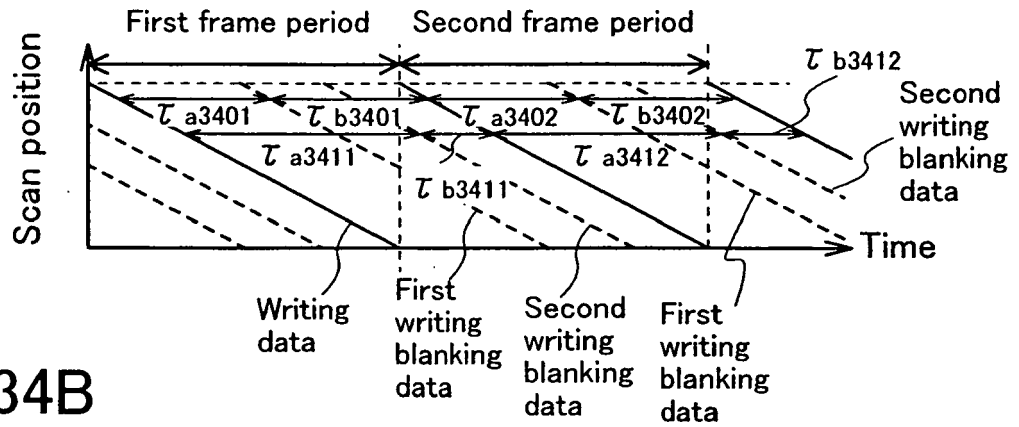 First frame period
Second frame period
Scan position
τ b3412
τ a3401
τ b3401
τ a3402
τ b3402
τ a3411
τ a3412
τ b3411
Second
writing
blanking
data
Time
Writing
data
First
writing
blanking
data
Second
writing
blanking
data
First
writing
blanking
data
34B